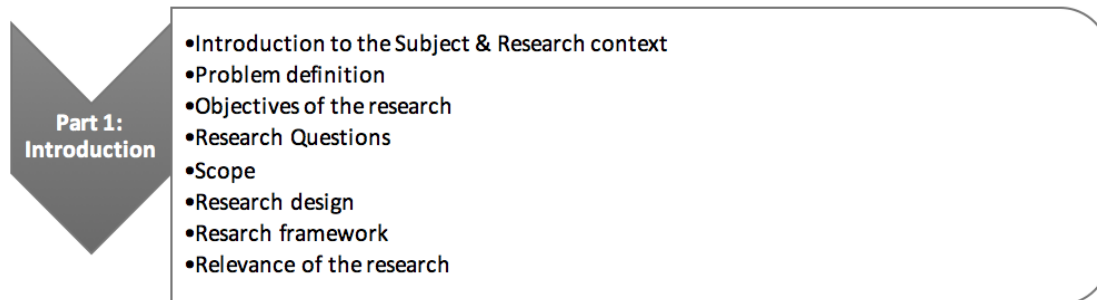 Part 1:
Introduction
•Introduction to the Subject & Research context
•Problem definition
•Objectives of the research
•Research Questions
•Scope
•Research design
•Resarch framework
•Relevance of the research